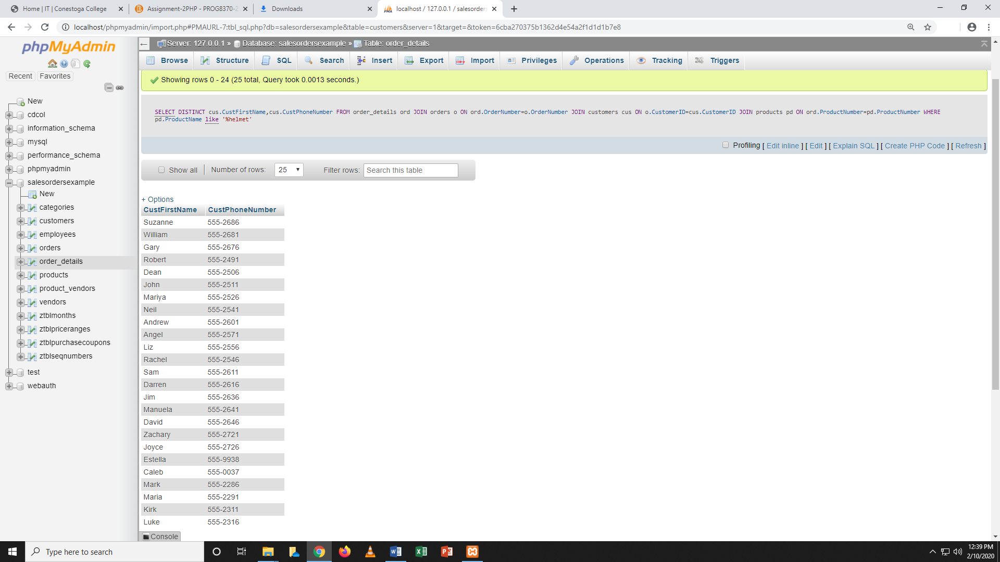 Home | IT | Conestoga College
Assignment-2PHP - PROG8370-2
Downloads
localhost / 127.0.0.1 / salesorders
localhost/phpmyadmin/import.php#PMAURL-7:tbl_sql.php?db=salesordersexample&table=customers&server=1&target=&token=6cba270375b1362d4e54a2f1d1d1b7e8
phpMyAdmin
Recent Favorites
New
cdcol
information_schema
mysql
performance_schema
phpmyadmin
salesordersexample
New
categories
customers
employees
orders
order_details
products
product_vendors
vendors
ztblmonths
ztblpriceranges
ztblpurchasecoupons
ztblseqnumbers
test
webauth
Server: 127.0.0.1 » Database: salesordersexample » Table: order_details
Browse Structure SQL Search Insert Export Import Privileges Operations Tracking Triggers
Showing rows 0 - 24 (25 total, Query took 0.0013 seconds.)
SELECT DISTINCT cus.CustFirstName,cus.CustPhoneNumber FROM order_details ord JOIN orders o ON ord.OrderNumber=o.OrderNumber JOIN customers cus ON o.CustomerID=cus.CustomerID JOIN products pd ON ord.ProductNumber=pd.ProductNumber WHERE
pd.ProductName like '%helmet'
Profiling [ Edit inline ] [ Edit ] [ Explain SQL ] [ Create PHP Code ] [ Refresh ]
Show all | Number of rows: 25 Filter rows: Search this table
+ Options
CustFirstName CustPhoneNumber
Suzanne 555-2686
William 555-2681
Gary 555-2676
Robert 555-2491
Dean 555-2506
John 555-2511
Mariya 555-2526
Neil 555-2541
Andrew 555-2601
Angel 555-2571
Liz 555-2556
Rachel 555-2546
Sam 555-2611
Darren 555-2616
Jim 555-2636
Manuela 555-2641
David 555-2646
Zachary 555-2721
Joyce 555-2726
Estella 555-9938
Caleb 555-0037
Mark 555-2286
Maria 555-2291
Kirk 555-2311
Luke 555-2316
Console
Type here to search
12:39 PM
2/10/2020